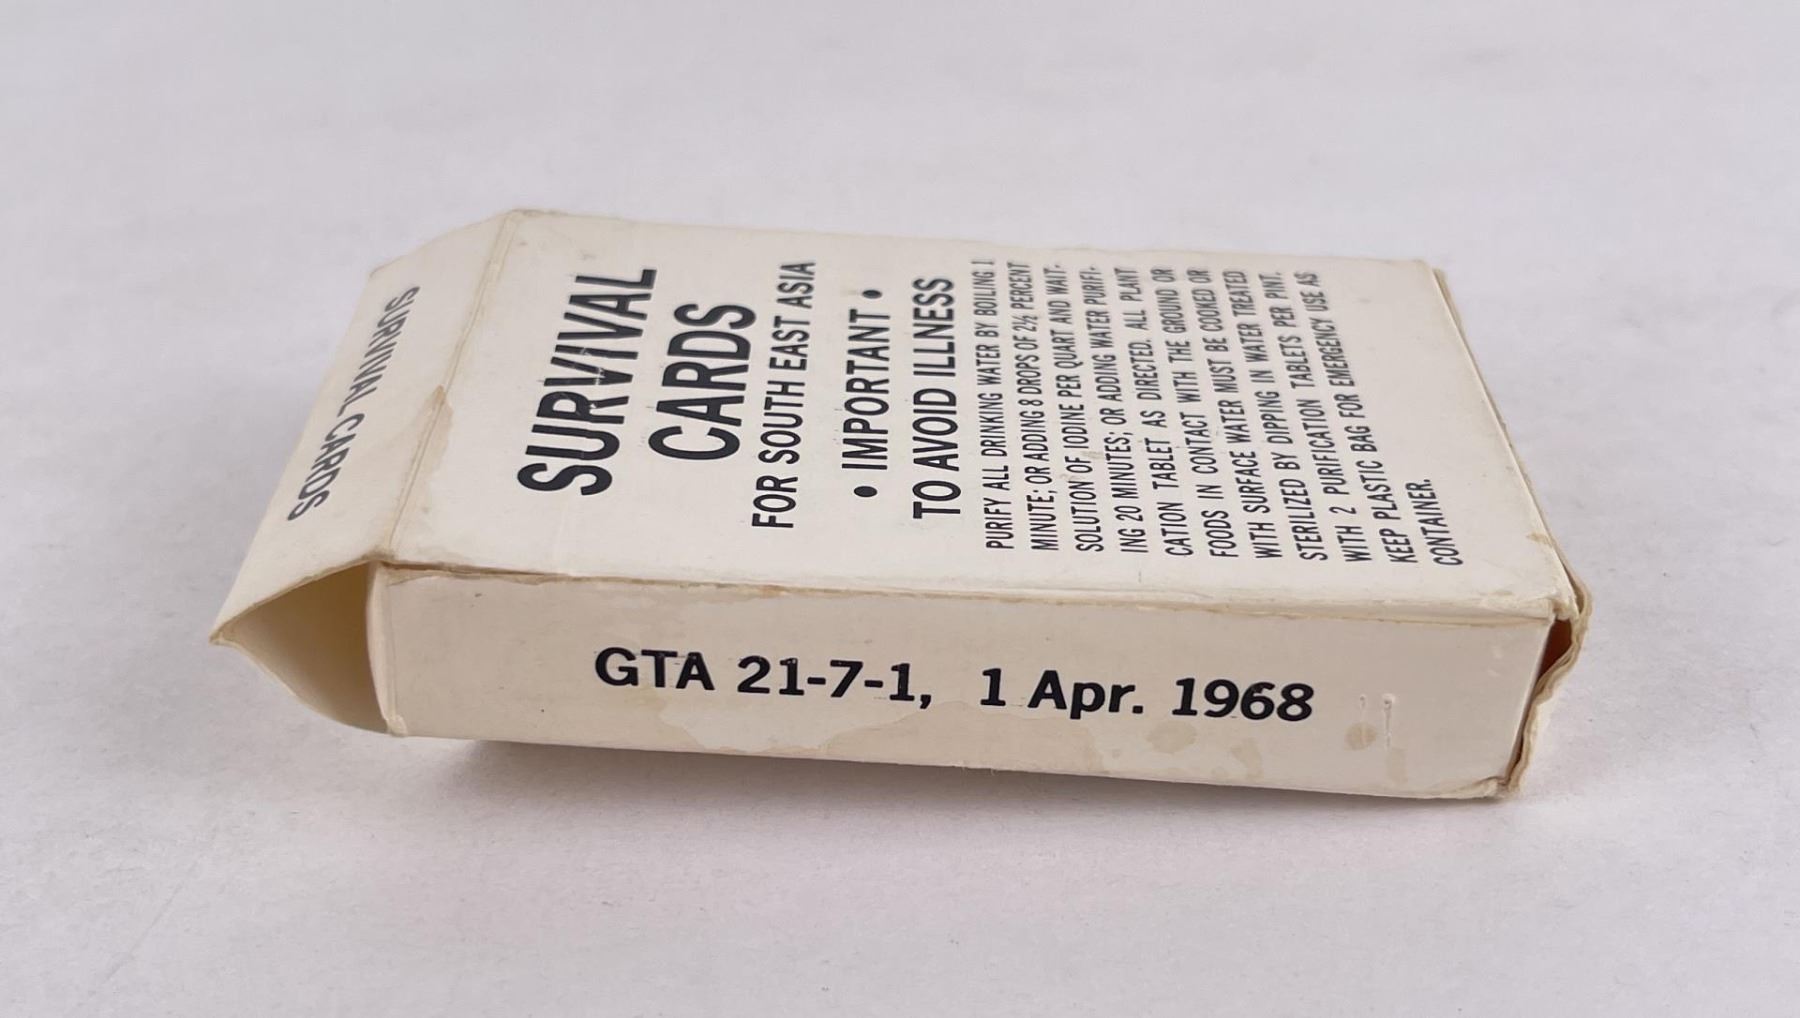 SURVIVAL CARDS
SURVIVAL
CARDS
FOR SOUTH EAST ASIA
• IMPORTANT •
TO AVOID ILLNESS
PURIFY ALL DRINKING WATER BY BOILING 1
MINUTE; OR ADDING 8 DROPS OF 2½ PERCENT
SOLUTION OF IODINE PER QUART AND WAIT-
ING 20 MINUTES; OR ADDING WATER PURIFI-
CATION TABLET AS DIRECTED. ALL PLANT
FOODS IN CONTACT WITH THE GROUND OR
WITH SURFACE WATER MUST BE COOKED OR
STERILIZED BY DIPPING IN WATER TREATED
WITH 2 PURIFICATION TABLETS PER PINT.
KEEP PLASTIC BAG FOR EMERGENCY USE AS
CONTAINER.
GTA 21-7-1, 1 Apr. 1968